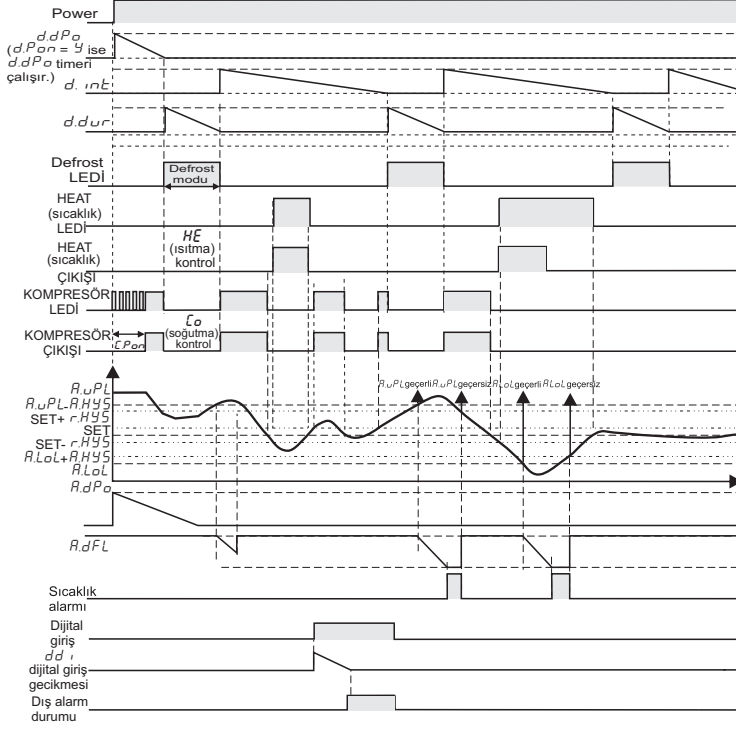 Power
d.dPo
(d.Pon = y ise
d.dPo timeri
çalışır.)
d. int
d.dur
Defrost
LEDİ
Defrost
modu
HEAT
(sıcaklık)
LEDİ
HE
(ısıtma)
kontrol
HEAT
(sıcaklık)
ÇIKIŞI
KOMPRESÖR
LEDİ
Co
(soğutma)
kontrol
KOMPRESÖR
ÇIKIŞI
C.Pon
A.uPL
A.uPL geçerli A.uPL geçersiz A.LoL geçerli A.LoL geçersiz
A.uPL-A.HYS
SET+ r.HYS
SET
SET- r.HYS
A.LoL+A.HYS
A.LoL
A.dPo
A.dFL
Sıcaklık
alarmı
Dijital
giriş
ddi
dijital giriş
gecikmesi
Dış alarm
durumu